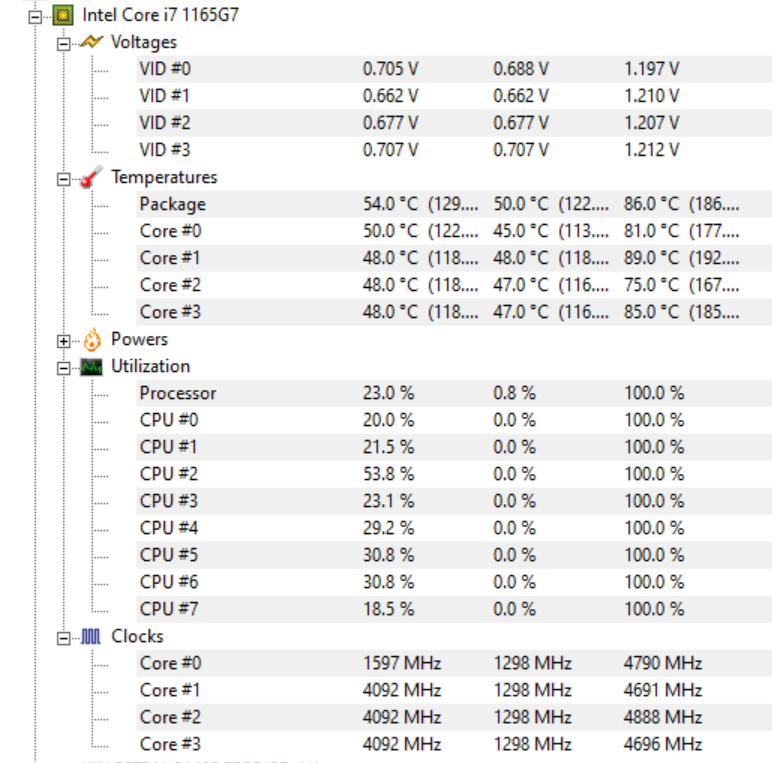 Intel Core i7 1165G7
Voltages
VID #0 0.705 V 0.688 V 1.197 V
VID #1 0.662 V 0.662 V 1.210 V
VID #2 0.677 V 0.677 V 1.207 V
VID #3 0.707 V 0.707 V 1.212 V
Temperatures
Package 54.0 °C (129.... 50.0 °C (122.... 86.0 °C (186....
Core #0 50.0 °C (122.... 45.0 °C (113.... 81.0 °C (177....
Core #1 48.0 °C (118.... 48.0 °C (118.... 89.0 °C (192....
Core #2 48.0 °C (118.... 47.0 °C (116.... 75.0 °C (167....
Core #3 48.0 °C (118.... 47.0 °C (116.... 85.0 °C (185....
Powers
Utilization
Processor 23.0 % 0.8 % 100.0 %
CPU #0 20.0 % 0.0 % 100.0 %
CPU #1 21.5 % 0.0 % 100.0 %
CPU #2 53.8 % 0.0 % 100.0 %
CPU #3 23.1 % 0.0 % 100.0 %
CPU #4 29.2 % 0.0 % 100.0 %
CPU #5 30.8 % 0.0 % 100.0 %
CPU #6 30.8 % 0.0 % 100.0 %
CPU #7 18.5 % 0.0 % 100.0 %
Clocks
Core #0 1597 MHz 1298 MHz 4790 MHz
Core #1 4092 MHz 1298 MHz 4691 MHz
Core #2 4092 MHz 1298 MHz 4888 MHz
Core #3 4092 MHz 1298 MHz 4696 MHz